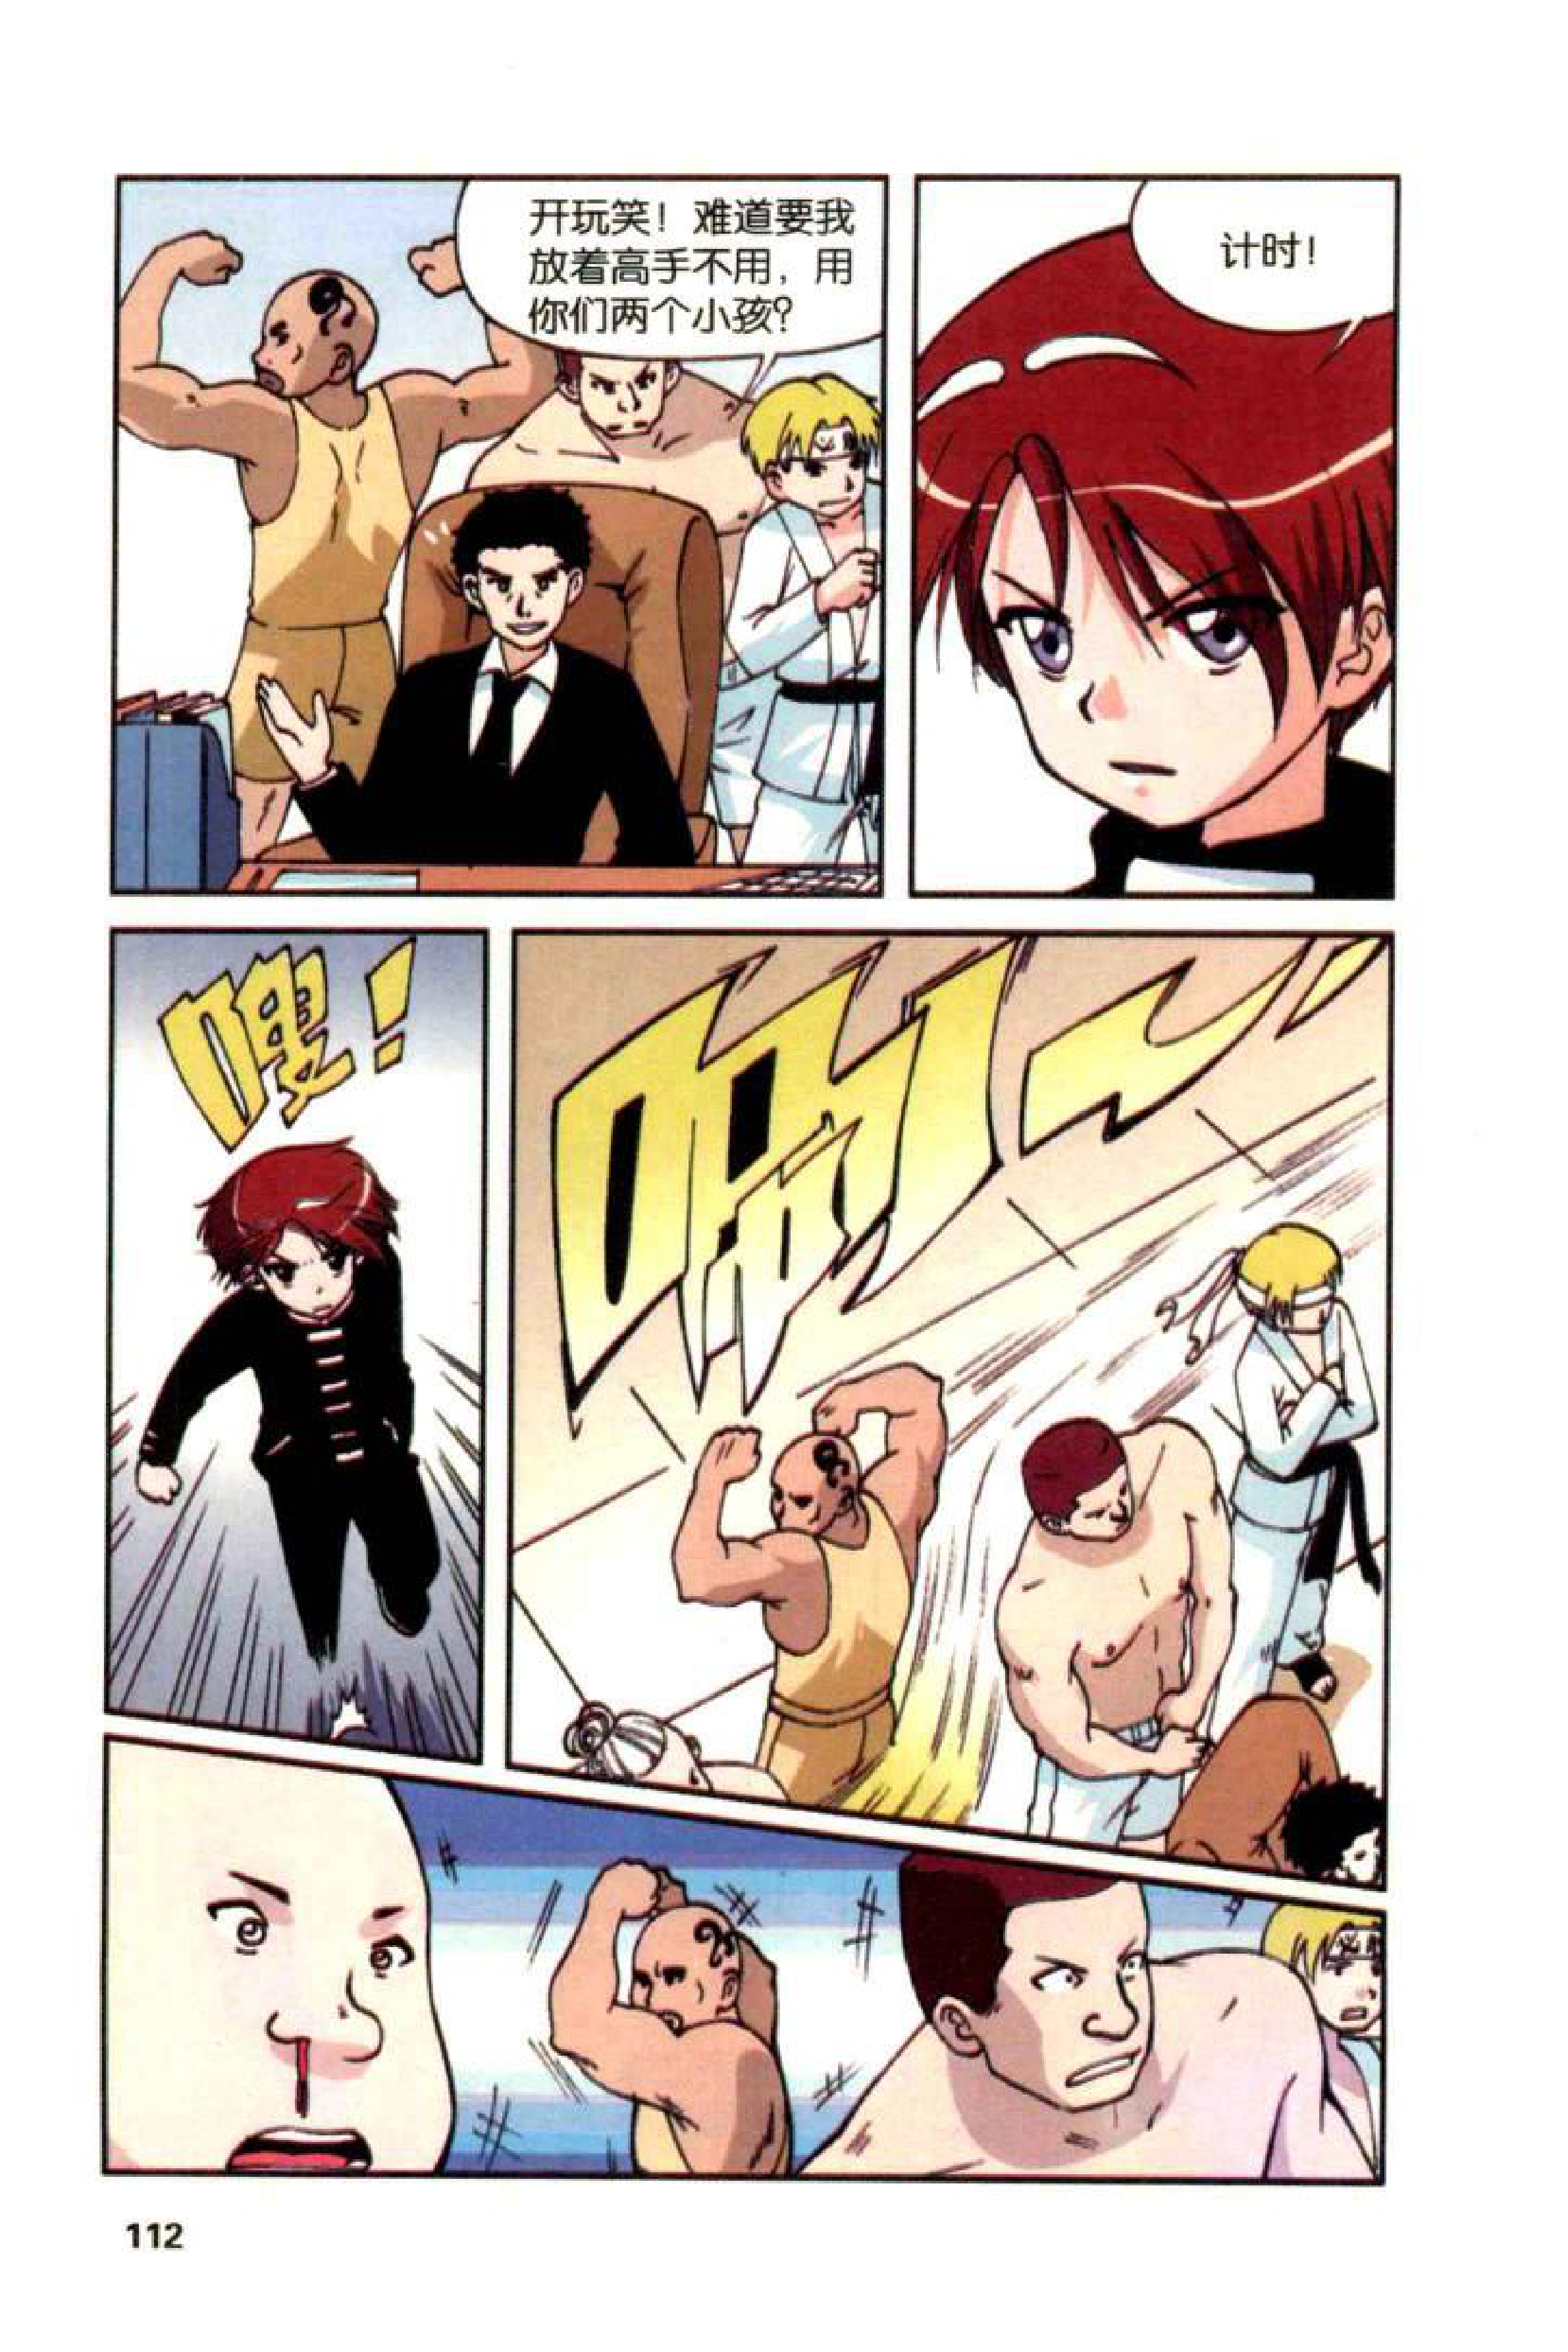 开玩笑！难道要我
放着高手不用，用
你们两个小孩？
计时！
嗖！
112